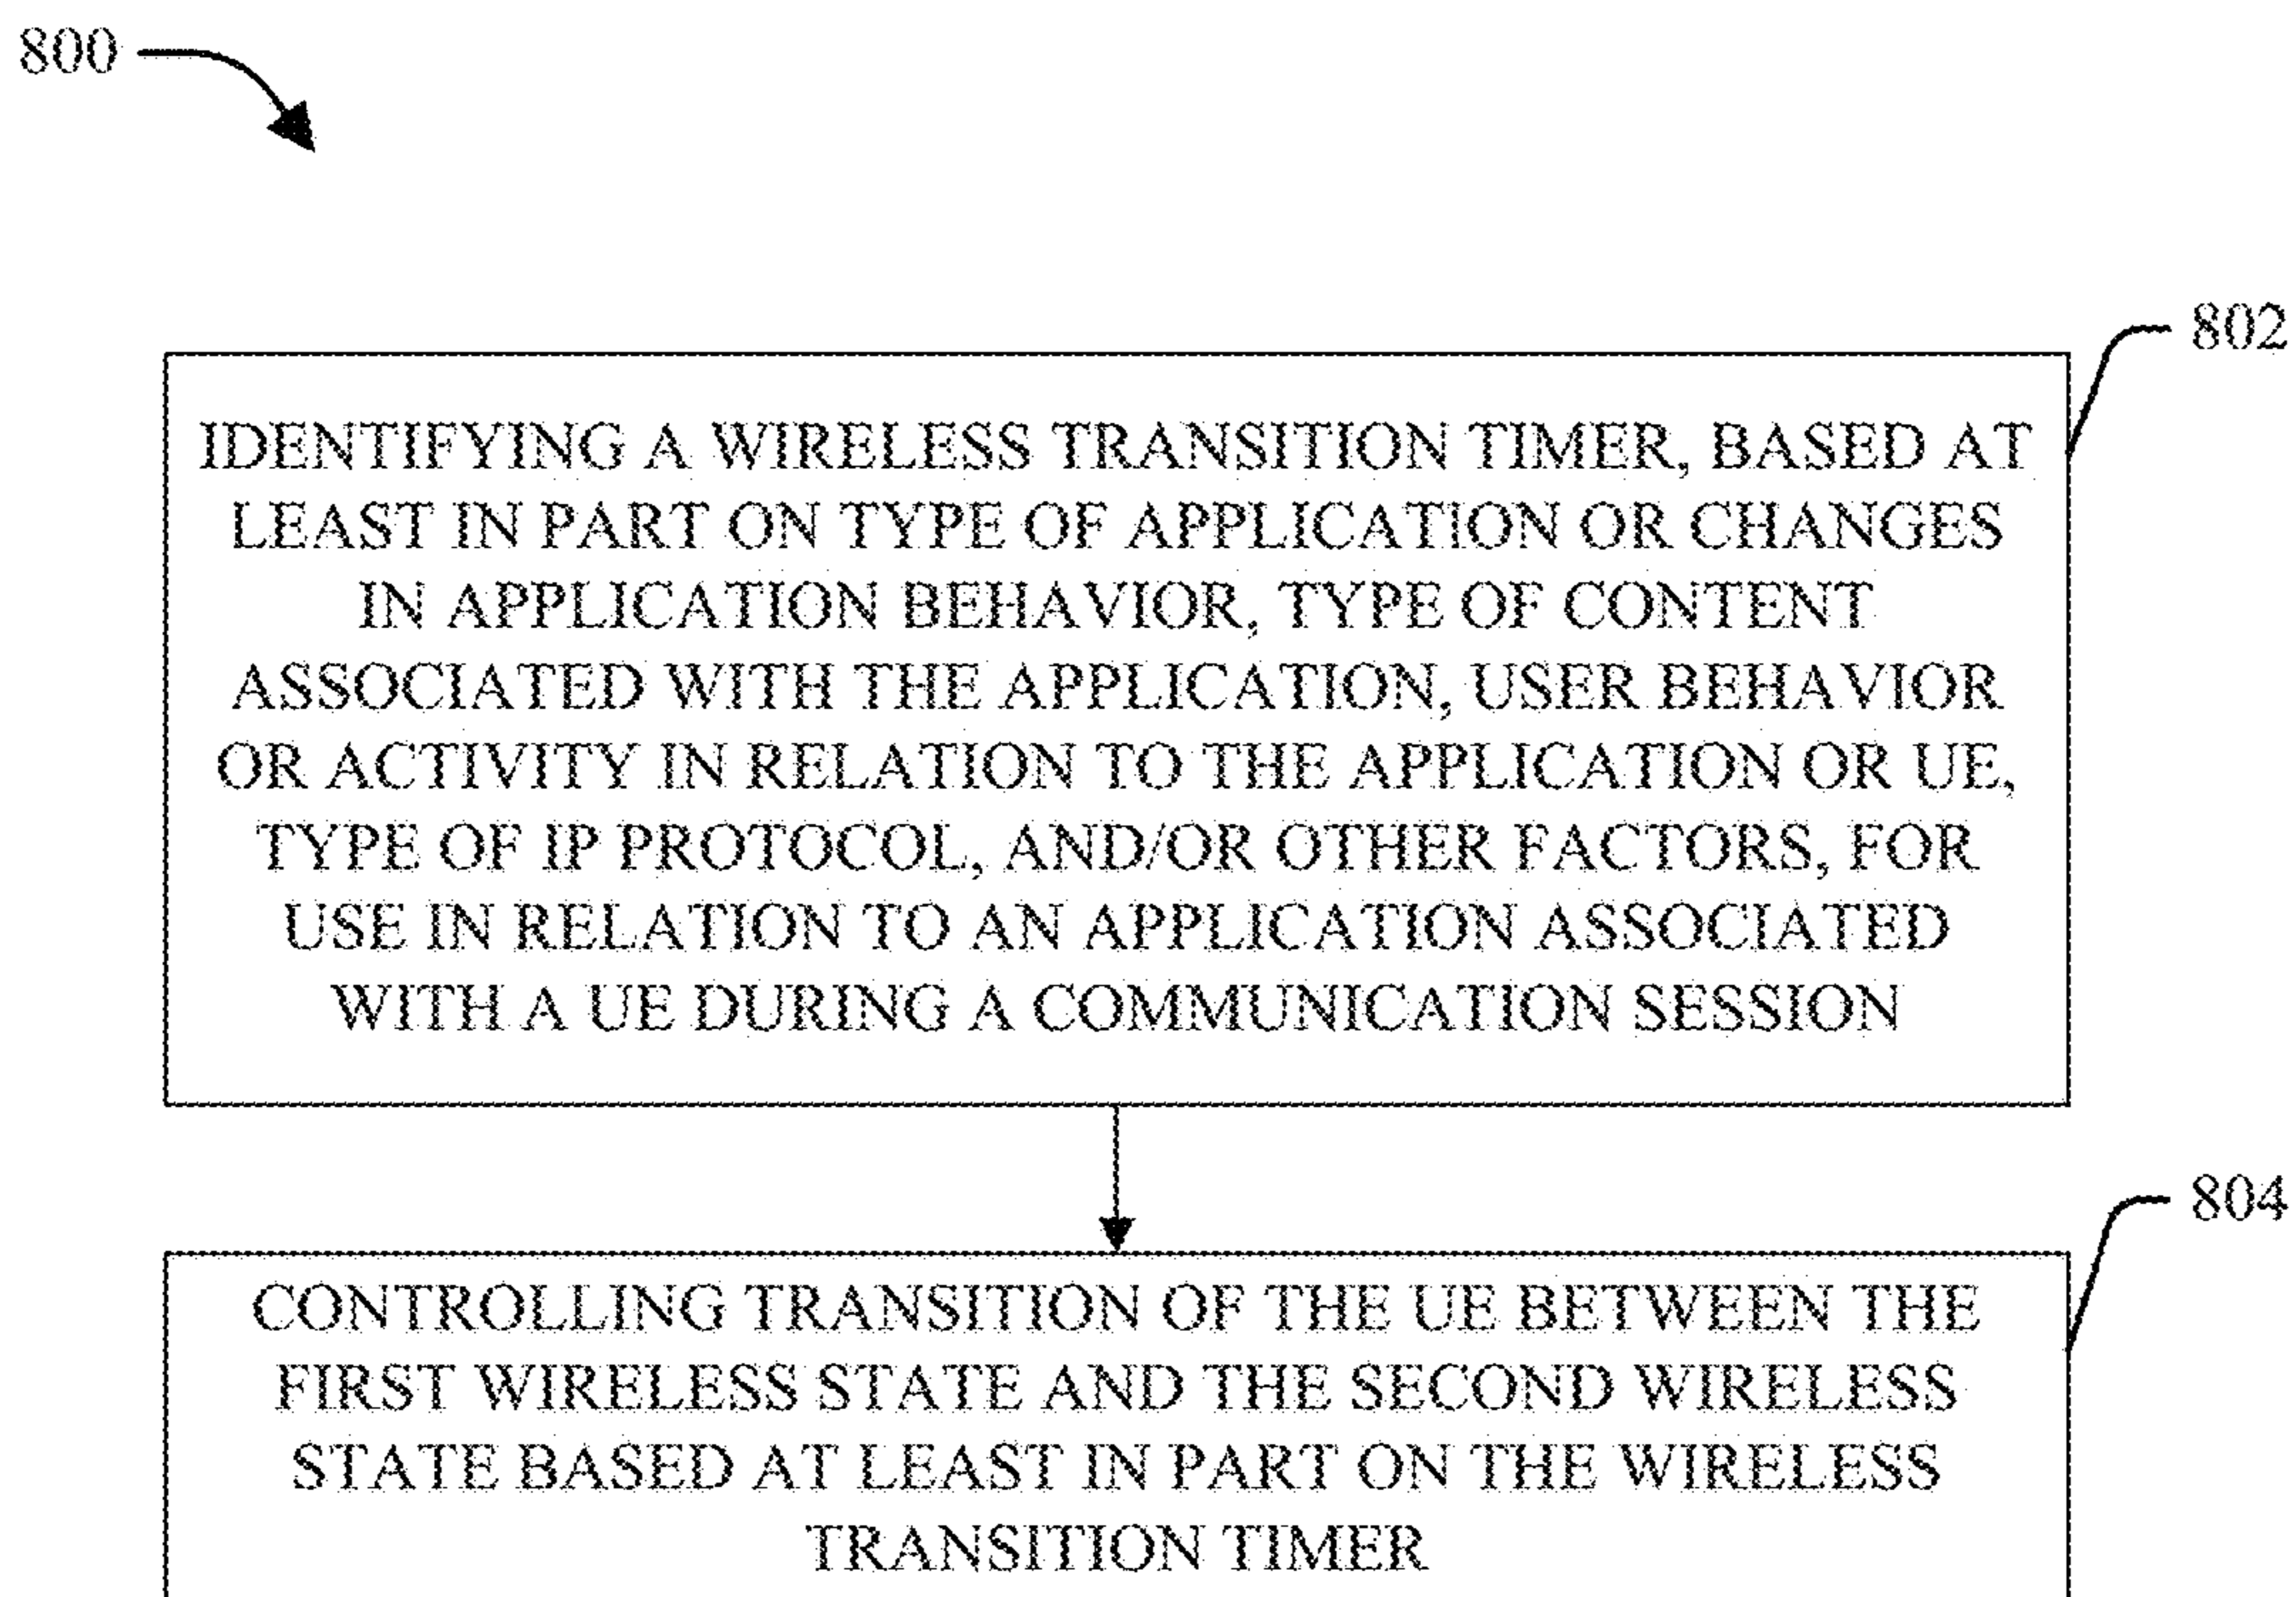 800
802
IDENTIFYING A WIRELESS TRANSITION TIMER, BASED AT
LEAST IN PART ON TYPE OF APPLICATION OR CHANGES
IN APPLICATION BEHAVIOR, TYPE OF CONTENT
ASSOCIATED WITH THE APPLICATION, USER BEHAVIOR
OR ACTIVITY IN RELATION TO THE APPLICATION OR UE,
TYPE OF IP PROTOCOL, AND/OR OTHER FACTORS, FOR
USE IN RELATION TO AN APPLICATION ASSOCIATED
WITH A UE DURING A COMMUNICATION SESSION
804
CONTROLLING TRANSITION OF THE UE BETWEEN THE
FIRST WIRELESS STATE AND THE SECOND WIRELESS
STATE BASED AT LEAST IN PART ON THE WIRELESS
TRANSITION TIMER